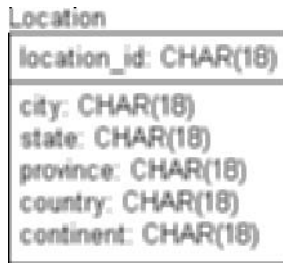 Location
location_id: CHAR(18)
city: CHAR(18)
state: CHAR(18)
province: CHAR(18)
country: CHAR(18)
continent: CHAR(18)